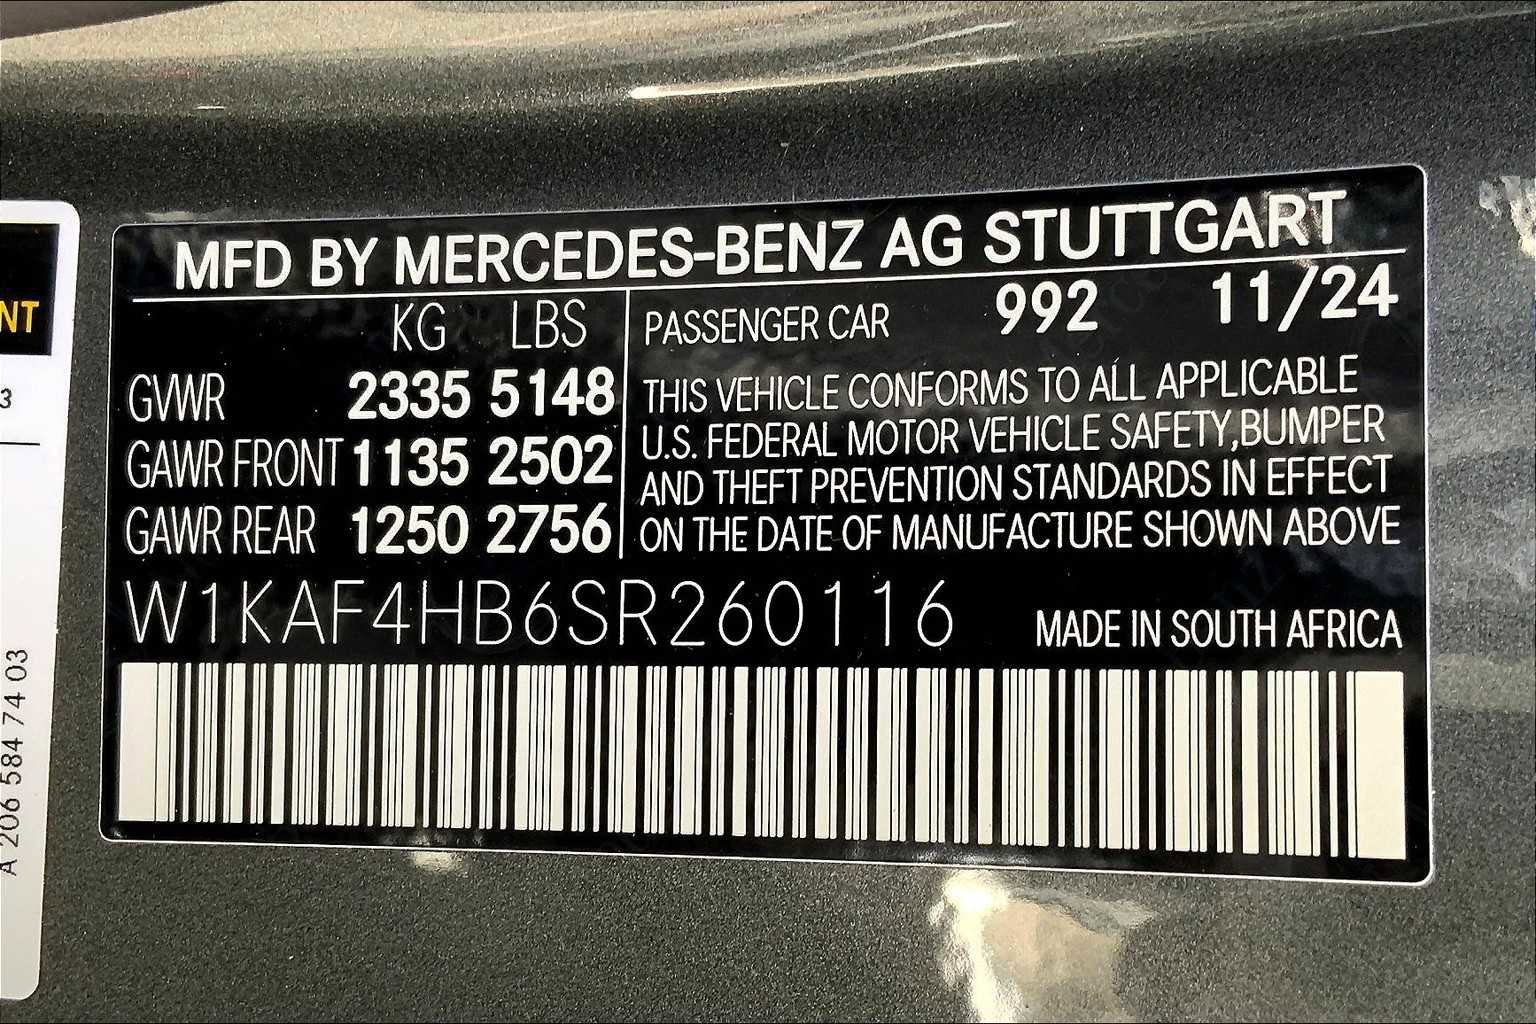 MFD BY MERCEDES-BENZ AG STUTTGART
KG LBS
GVWR 2335 5148
GAWR FRONT 1135 2502
GAWR REAR 1250 2756
PASSENGER CAR 992 11/24
THIS VEHICLE CONFORMS TO ALL APPLICABLE
U.S. FEDERAL MOTOR VEHICLE SAFETY,BUMPER
AND THEFT PREVENTION STANDARDS IN EFFECT
ON THE DATE OF MANUFACTURE SHOWN ABOVE
W1KAF4HB6SR260116
MADE IN SOUTH AFRICA
NT
3
A 206 584 74 03